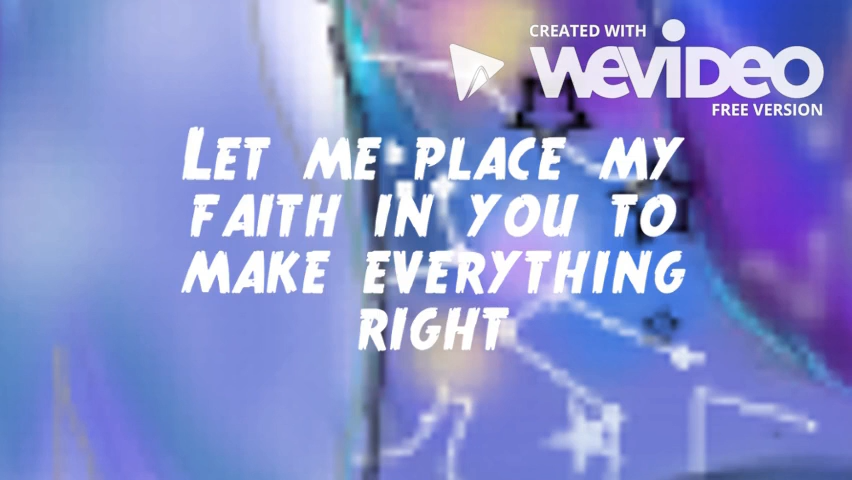 CREATED WITH
WEVIDEO
FREE VERSION
LET ME PLACE MY
FAITH IN YOU TO
MAKE EVERYTHING
RIGHT